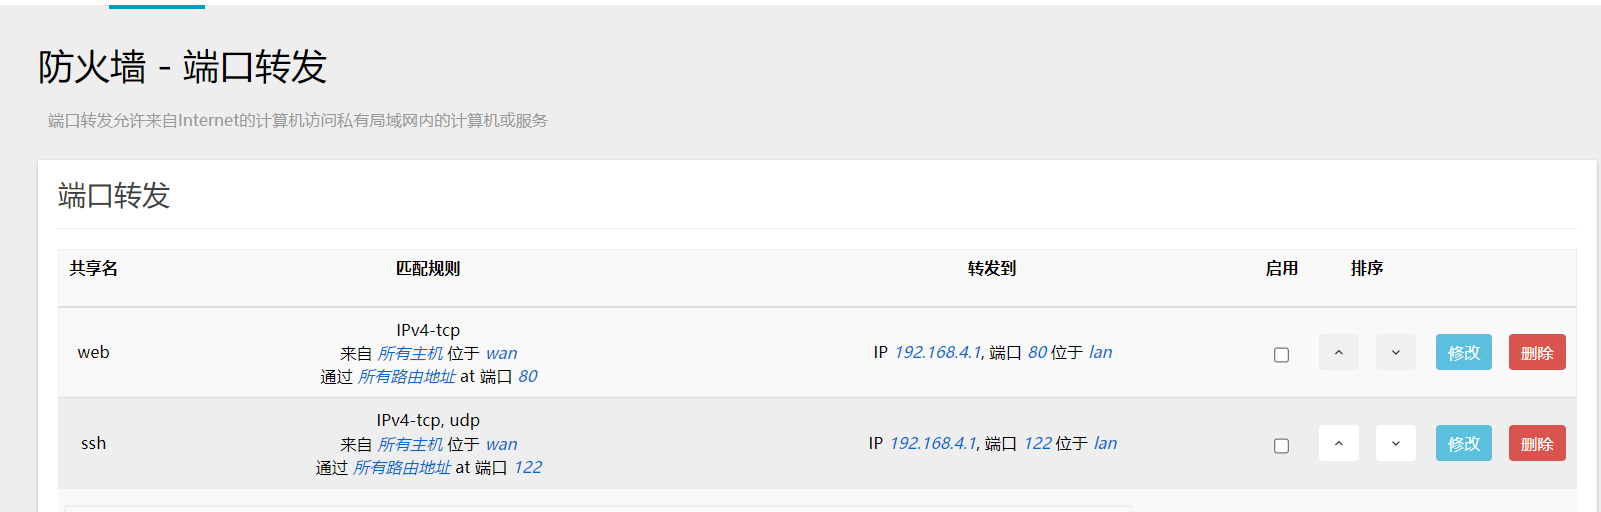 防火墙 - 端口转发
端口转发允许来自Internet的计算机访问私有局域网内的计算机或服务
端口转发
共享名 匹配规则 转发到 启用 排序
web
IPv4-tcp
来自 所有主机 位于 wan
通过 所有路由地址 at 端口 80
IP 192.168.4.1, 端口 80 位于 lan
修改 删除
ssh
IPv4-tcp, udp
来自 所有主机 位于 wan
通过 所有路由地址 at 端口 122
IP 192.168.4.1, 端口 122 位于 lan
修改 删除